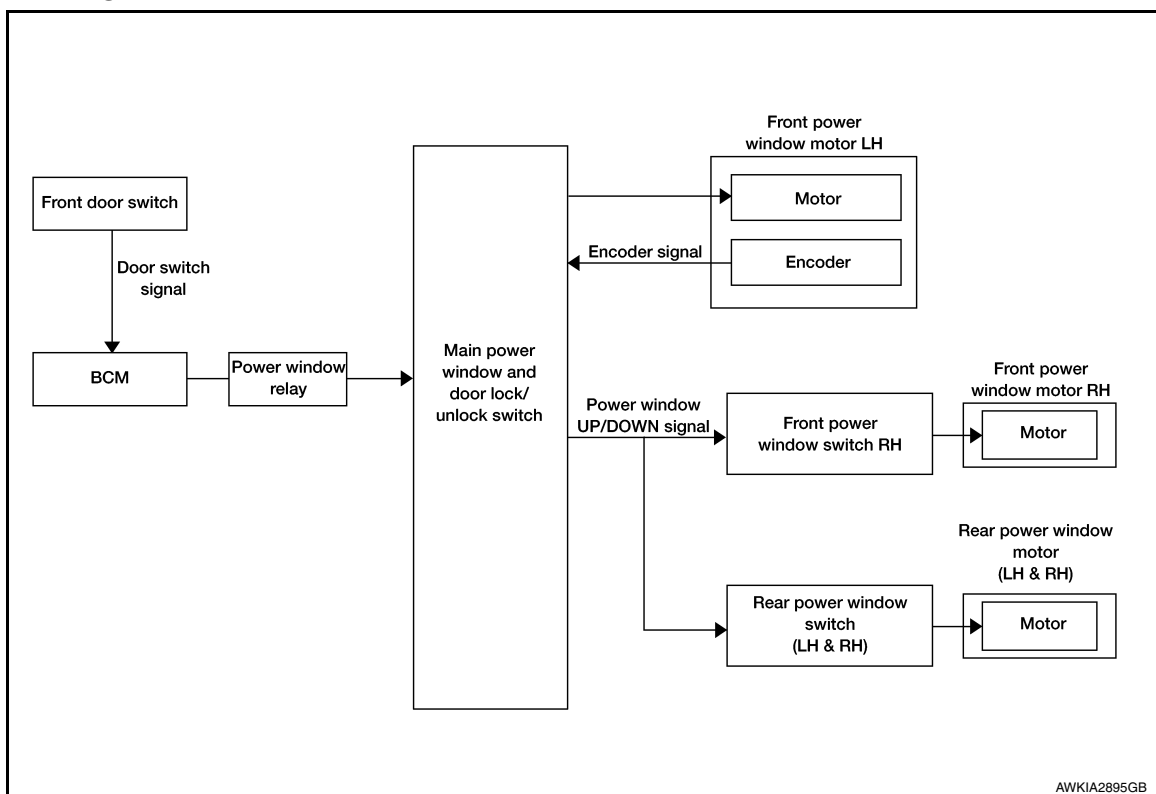 Front power
window motor LH
Front door switch
Motor
Door switch
signal
Encoder signal
Encoder
BCM
Power window
relay
Main power
window and
door lock/
unlock switch
Front power
window motor RH
Power window
UP/DOWN signal
Front power
window switch RH
Motor
Rear power window
motor
(LH & RH)
Rear power window
switch
(LH & RH)
Motor
AWKIA2895GB